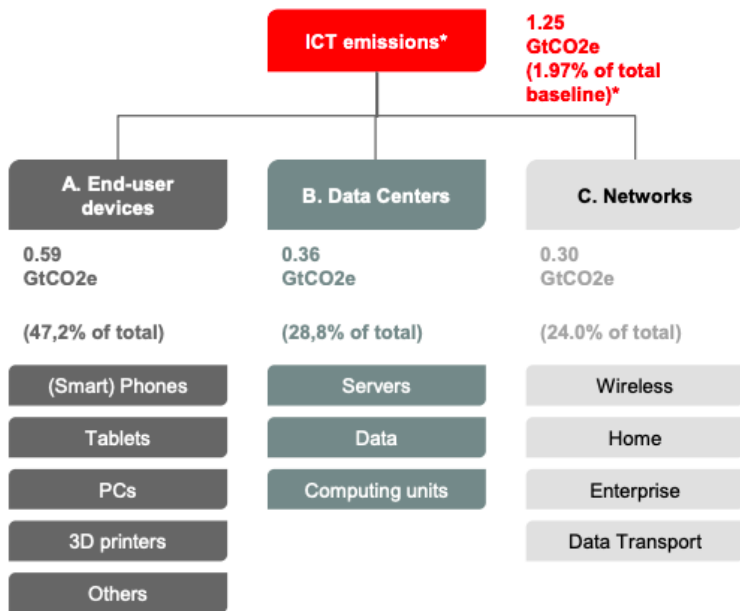 ICT emissions*
1.25
GtCO2e
(1.97% of total
baseline)*
A. End-user
devices
0.59
GtCO2e
(47,2% of total)
(Smart) Phones
Tablets
PCs
3D printers
Others
B. Data Centers
0.36
GtCO2e
(28,8% of total)
Servers
Data
Computing units
C. Networks
0.30
GtCO2e
(24.0% of total)
Wireless
Home
Enterprise
Data Transport